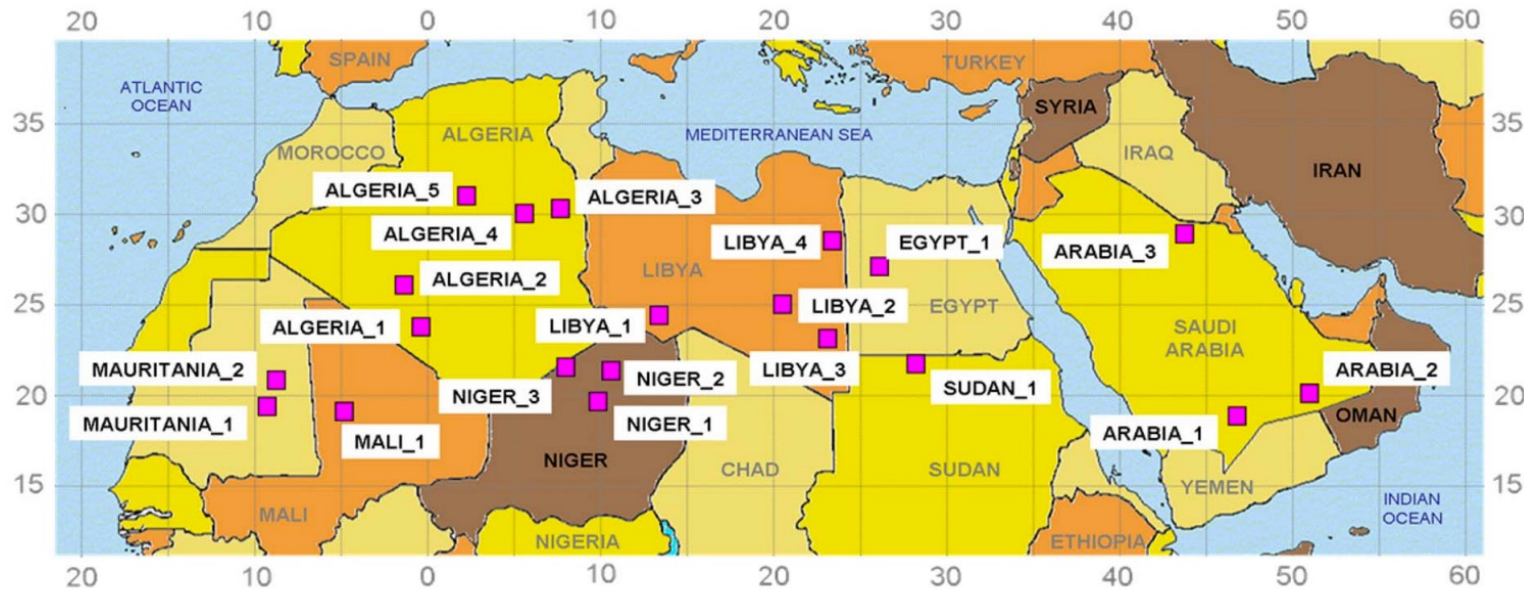 20 10 0 10 20 30 40 50 60
SPAIN
TURKEY
ATLANTIC
OCEAN
SYRIA
35 ALGERIA MEDITERRANEAN SEA 35
MOROCCO
IRAQ
IRAN
ALGERIA_5
ALGERIA_3
30 30
ALGERIA_4
LIBYA_4
EGYPT_1
ARABIA_3
LIBYA
ALGERIA_2
25 LIBYA_2 EGYPT 25
ALGERIA_1
LIBYA_1
SAUDI
ARABIA
MAURITANIA_2
NIGER_2
LIBYA_3
ARABIA_2
20 NIGER_3 SUDAN_1 20
MAURITANIA_1
NIGER_1
OMAN
MALI_1
ARABIA_1
NIGER
CHAD
SUDAN
15 YEMEN 15
MALI
INDIAN
OCEAN
NIGERIA
ETHIOPIA
20 10 0 10 20 30 40 50 60